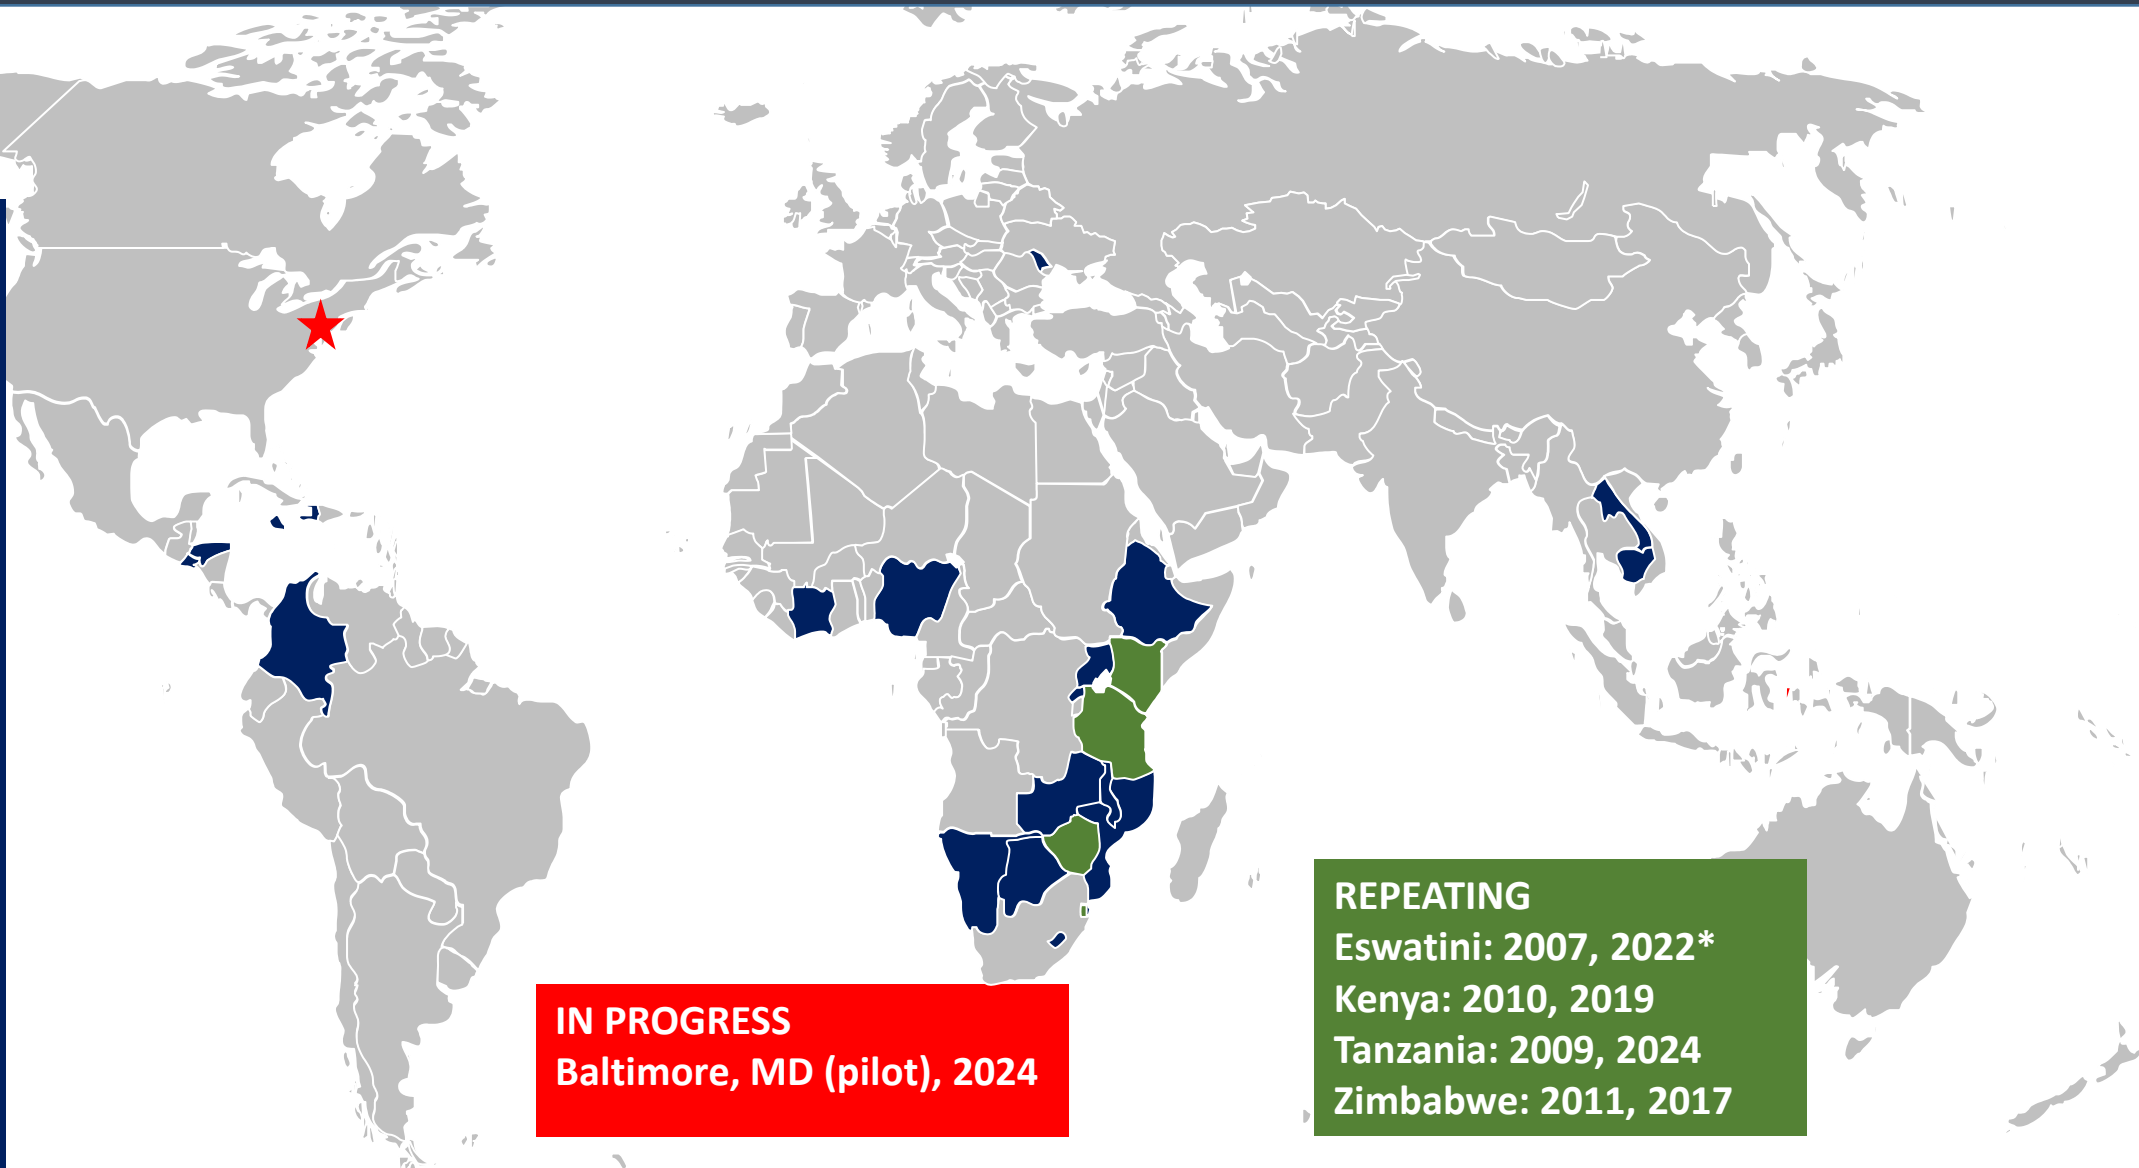 IN PROGRESS
Baltimore, MD (pilot), 2024
REPEATING
Eswatini: 2007, 2022*
Kenya: 2010, 2019
Tanzania: 2009, 2024
Zimbabwe: 2011, 2017